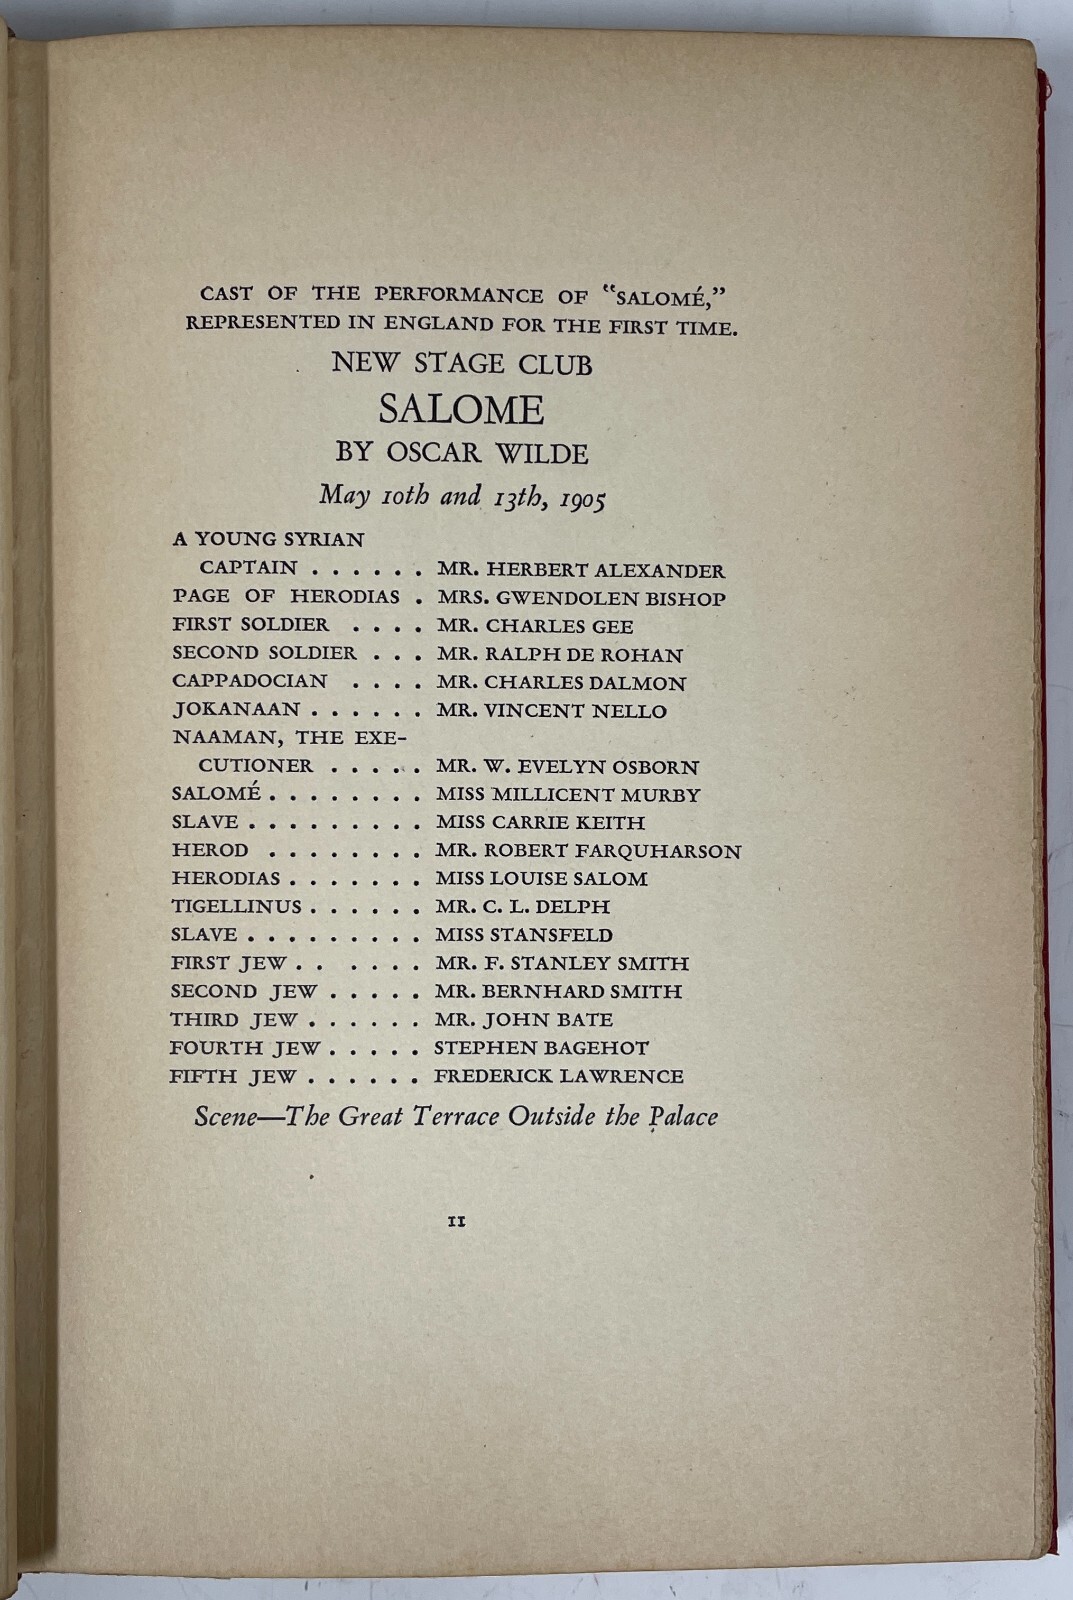 CAST OF THE PERFORMANCE OF "SALOMÉ,"
REPRESENTED IN ENGLAND FOR THE FIRST TIME.
NEW STAGE CLUB
SALOME
BY OSCAR WILDE
May 10th and 13th, 1905
A YOUNG SYRIAN
CAPTAIN . . . . . . MR. HERBERT ALEXANDER
PAGE OF HERODIAS . MRS. GWENDOLEN BISHOP
FIRST SOLDIER . . . . MR. CHARLES GEE
SECOND SOLDIER . . . MR. RALPH DE ROHAN
CAPPADOCIAN . . . . MR. CHARLES DALMON
JOKANAAN . . . . . . MR. VINCENT NELLO
NAAMAN, THE EXE-
CUTIONER . . . . . MR. W. EVELYN OSBORN
SALOMÉ . . . . . . . . MISS MILLICENT MURBY
SLAVE . . . . . . . . . MISS CARRIE KEITH
HEROD . . . . . . . . MR. ROBERT FARQUHARSON
HERODIAS . . . . . . . MISS LOUISE SALOM
TIGELLINUS . . . . . . MR. C. L. DELPH
SLAVE . . . . . . . . . MISS STANSFELD
FIRST JEW . . . . . . MR. F. STANLEY SMITH
SECOND JEW . . . . . MR. BERNHARD SMITH
THIRD JEW . . . . . . MR. JOHN BATE
FOURTH JEW . . . . . STEPHEN BAGEHOT
FIFTH JEW . . . . . . FREDERICK LAWRENCE
Scene—The Great Terrace Outside the Palace
11